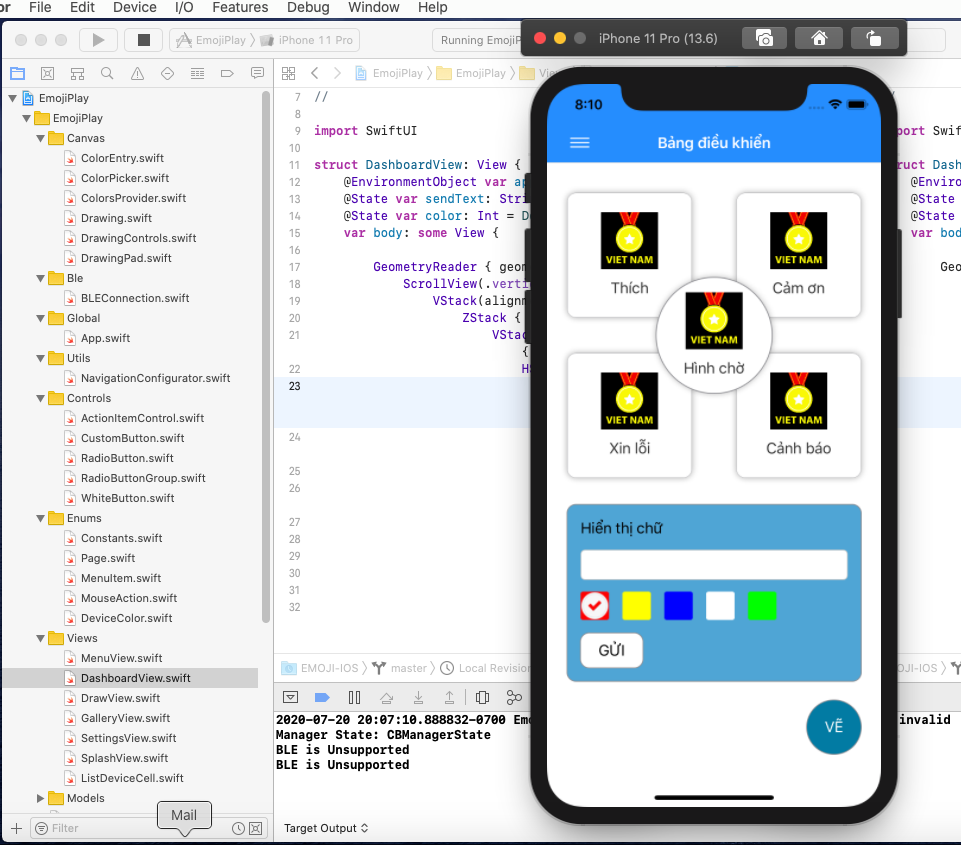 or File Edit Device I/O Features Debug Window Help
EmojiPlay iPhone 11 Pro Running EmojiP
iPhone 11 Pro (13.6)
EmojiPlay EmojiPlay
EmojiPlay
EmojiPlay
Canvas
ColorEntry.swift
ColorPicker.swift
ColorsProvider.swift
Drawing.swift
DrawingControls.swift
DrawingPad.swift
Ble
BLEConnection.swift
Global
App.swift
Utils
NavigationConfigurator.swift
Controls
ActionItemControl.swift
CustomButton.swift
RadioButton.swift
RadioButtonGroup.swift
WhiteButton.swift
Enums
Constants.swift
Page.swift
MenuItem.swift
MouseAction.swift
DeviceColor.swift
Views
MenuView.swift
DashboardView.swift
DrawView.swift
GalleryView.swift
SettingsView.swift
SplashView.swift
ListDeviceCell.swift
Models
Filter
Mail
7 //
8
9 import SwiftUI
10
11 struct DashboardView: View {
12 @EnvironmentObject var ap
13 @State var sendText: Stri
14 @State var color: Int = D
15 var body: some View {
16
17 GeometryReader { geom
18 ScrollView(.verti
19 VStack(alignm
20 ZStack {
21 VStac
{
22 HS
23
24
25
26
27
28
29
30
31
32
port Swif
ruct Dash
@Enviro
@State
@State
var bod
Geo
8:10
Bảng điều khiển
VIET NAM
Thích
VIET NAM
Cảm ơn
VIET NAM
Hình chờ
VIET NAM
Xin lỗi
VIET NAM
Cảnh báo
Hiển thị chữ
GỬI
VẼ
EMOJI-IOS master Local Revision
OJI-IOS
2020-07-20 20:07:10.888832-0700 Emo
invalid
Manager State: CBManagerState
BLE is Unsupported
BLE is Unsupported
Target Output